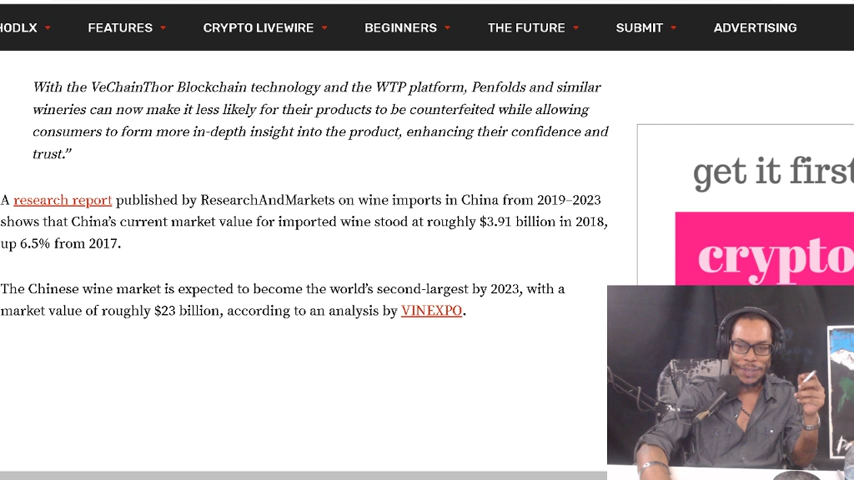 HODLX FEATURES CRYPTO LIVEWIRE BEGINNERS THE FUTURE SUBMIT ADVERTISING
With the VeChainThor Blockchain technology and the WTP platform, Penfolds and similar
wineries can now make it less likely for their products to be counterfeited while allowing
consumers to form more in-depth insight into the product, enhancing their confidence and
trust.”
A research report published by ResearchAndMarkets on wine imports in China from 2019–2023
shows that China’s current market value for imported wine stood at roughly $3.91 billion in 2018,
up 6.5% from 2017.
The Chinese wine market is expected to become the world’s second-largest by 2023, with a
market value of roughly $23 billion, according to an analysis by VINEXPO.
get it first
crypto